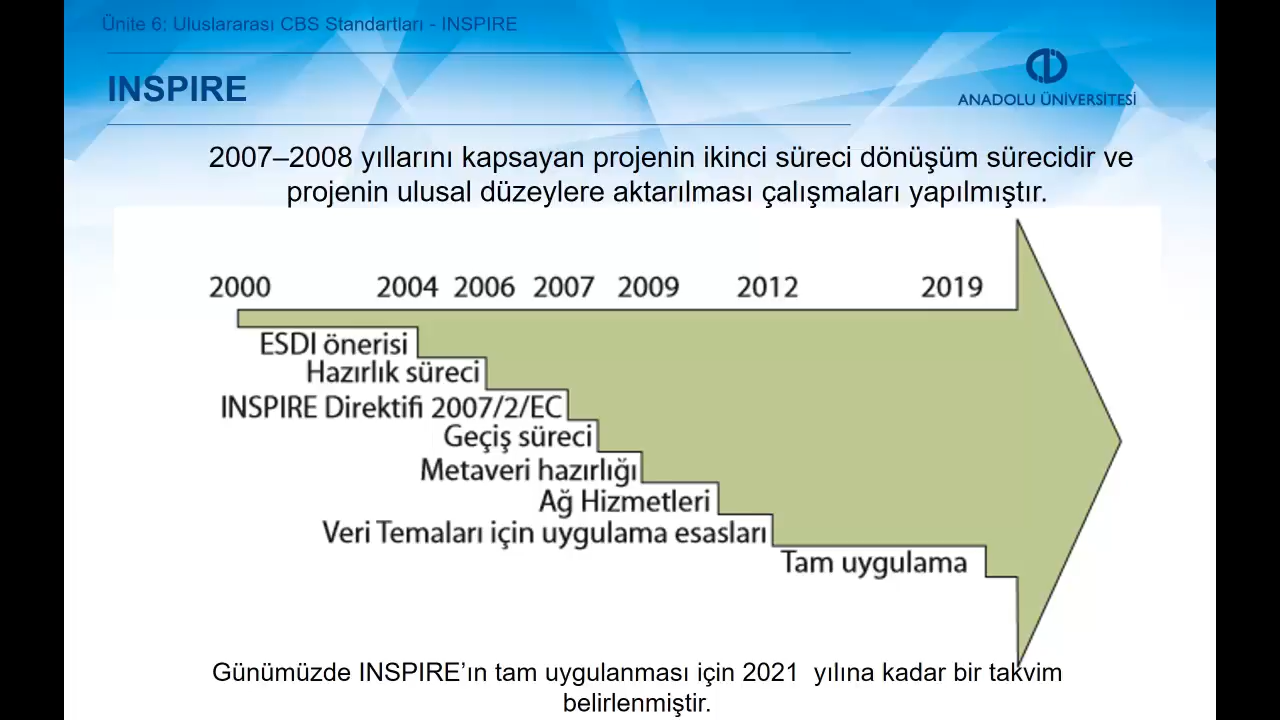 Ünite 6: Uluslararası CBS Standartları - INSPIRE
INSPIRE
ANADOLU ÜNİVERSİTESİ
2007–2008 yıllarını kapsayan projenin ikinci süreci dönüşüm sürecidir ve
projenin ulusal düzeylere aktarılması çalışmaları yapılmıştır.
2000 2004 2006 2007 2009 2012 2019
ESDI önerisi
Hazırlık süreci
INSPIRE Direktifi 2007/2/EC
Geçiş süreci
Metaveri hazırlığı
Ağ Hizmetleri
Veri Temaları için uygulama esasları
Tam uygulama
Günümüzde INSPIRE’ın tam uygulanması için 2021 yılına kadar bir takvim
belirlenmiştir.